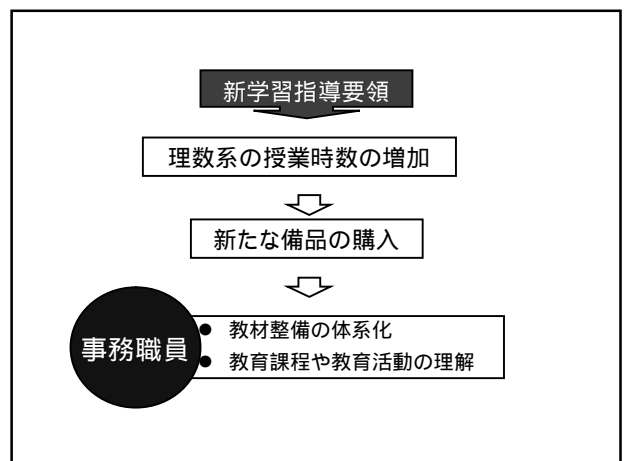 新学習指導要領
理数系の授業時数の増加
新たな備品の購入
事務職員
● 教材整備の体系化
● 教育課程や教育活動の理解